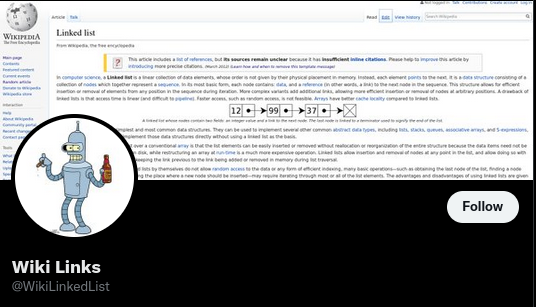 Not logged in Talk Contributions Create account Log in
WIKIPEDIA
The Free Encyclopedia
Article Talk
Read Edit View history
Search Wikipedia
Linked list
From Wikipedia, the free encyclopedia
Main page
Contents
Featured content
Current events
Random article
Donate to Wikipedia
Wikipedia store
This article includes a list of references, but its sources remain unclear because it has insufficient inline citations. Please help to improve this article by
introducing more precise citations. (March 2012) (Learn how and when to remove this template message)
In computer science, a Linked list is a linear collection of data elements, whose order is not given by their physical placement in memory. Instead, each element points to the next. It is a data structure consisting of
a collection of nodes which together represent a sequence. In its most basic form, each node contains: data, and a reference (in other words, a link) to the next node in the sequence. This structure allows for efficient
insertion or removal of elements from any position in the sequence during iteration. More complex variants add additional links, allowing more efficient insertion or removal of nodes at arbitrary positions. A drawback of
linked lists is that access time is linear (and difficult to pipeline). Faster access, such as random access, is not feasible. Arrays have better cache locality compared to linked lists.
12 99 37
A linked list whose nodes contain two fields: an integer value and a link to the next node. The last node is linked to a terminator used to signify the end of the list.
simplest and most common data structures. They can be used to implement several other common abstract data types, including lists, stacks, queues, associative arrays, and S-expressions,
implement those data structures directly without using a linked list as the basis.
over a conventional array is that the list elements can be easily inserted or removed without reallocation or reorganization of the entire structure because the data items need not be
disk, while restructuring an array at run-time is a much more expensive operation. Linked lists allow insertion and removal of nodes at any point in the list, and allow doing so with
keeping the link previous to the link being added or removed in memory during list traversal.
lists by themselves do not allow random access to the data or any form of efficient indexing, many basic operations—such as obtaining the last node of the list, finding a node
the place where a new node should be inserted—may require iterating through most or all of the list elements. The advantages and disadvantages of using linked lists are given
Follow
Wiki Links
@WikiLinkedList